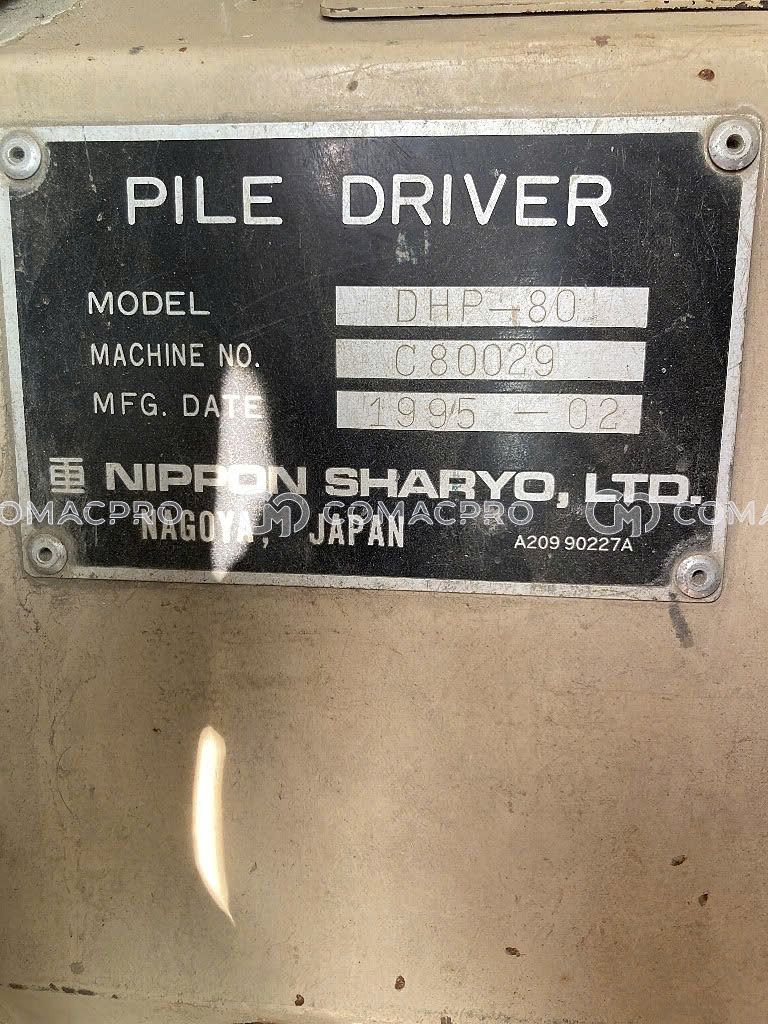 PILE DRIVER
MODEL DHP-80
MACHINE NO. C80029
MFG. DATE 1995-02
NIPPON SHARYO, LTD.
COMACPRO COMACPRO COMA
NAGOYA, JAPAN A209 90227A